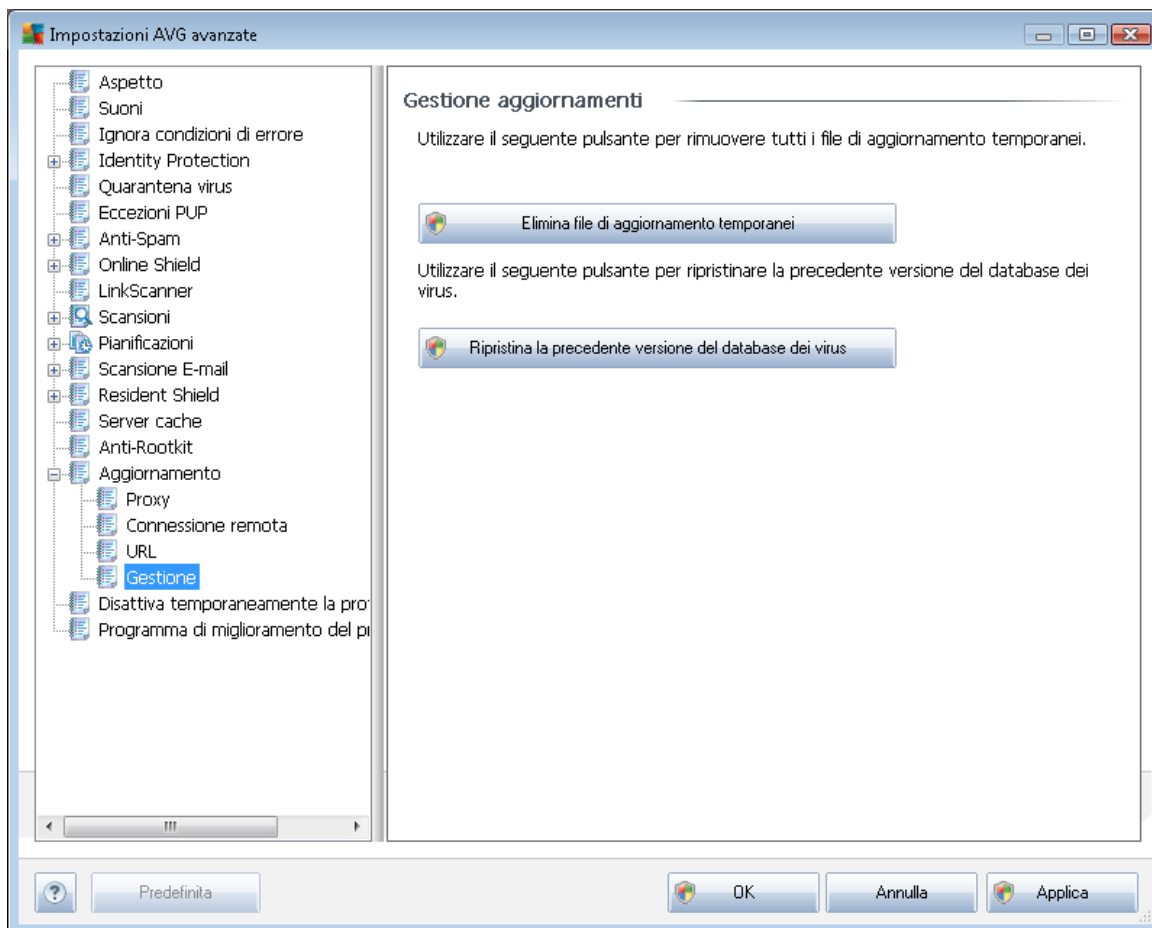 Impostazioni AVG avanzate
Aspetto
Suoni
Ignora condizioni di errore
Identity Protection
Quarantena virus
Eccezioni PUP
Anti-Spam
Online Shield
LinkScanner
Scansioni
Pianificazioni
Scansione E-mail
Resident Shield
Server cache
Anti-Rootkit
Aggiornamento
Proxy
Connessione remota
URL
Gestione
Disattiva temporaneamente la pro
Programma di miglioramento del p
Gestione aggiornamenti
Utilizzare il seguente pulsante per rimuovere tutti i file di aggiornamento temporanei.
Elimina file di aggiornamento temporanei
Utilizzare il seguente pulsante per ripristinare la precedente versione del database dei
virus.
Ripristina la precedente versione del database dei virus
Predefinita
OK
Annulla
Applica